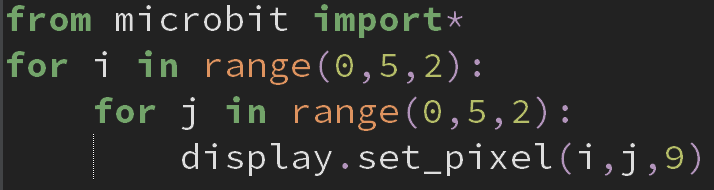 from microbit import*
for i in range(0,5,2):
    for j in range(0,5,2):
        display.set_pixel(i,j,9)